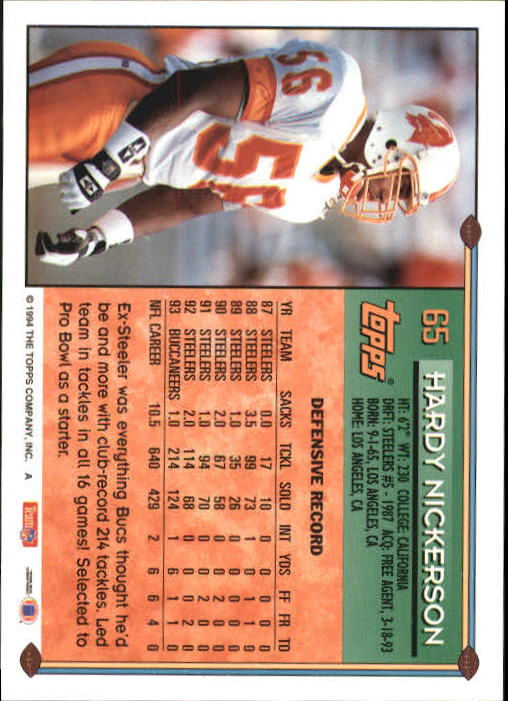 65 HARDY NICKERSON
topps®
HT: 6'2" WT: 230 COLLEGE: CALIFORNIA
DRFT: STEELERS #5 - 1987 ACQ: FREE AGENT, 3-18-93
BORN: 9-1-65, LOS ANGELES, CA
HOME: LOS ANGELES, CA
DEFENSIVE RECORD
YR TEAM SACKS TCKL SOLO INT YDS FF FR TD
87 STEELERS 0.0 17 10 0 0 0 0 0
88 STEELERS 3.5 99 73 1 0 1 1 0
89 STEELERS 1.0 35 26 0 0 0 0 0
90 STEELERS 2.0 67 58 0 0 2 0 0
91 STEELERS 1.0 94 70 0 0 2 0 0
92 STEELERS 2.0 114 68 0 0 0 2 0
93 BUCCANEERS 1.0 214 124 1 6 1 1 0
NFL CAREER 10.5 640 429 2 6 6 4 0
Ex-Steeler was everything Bucs thought he'd
be and more with club-record 214 tackles. Led
team in tackles in all 16 games! Selected to
Pro Bowl as a starter.
© 1994 THE TOPPS COMPANY, INC. A
56
56